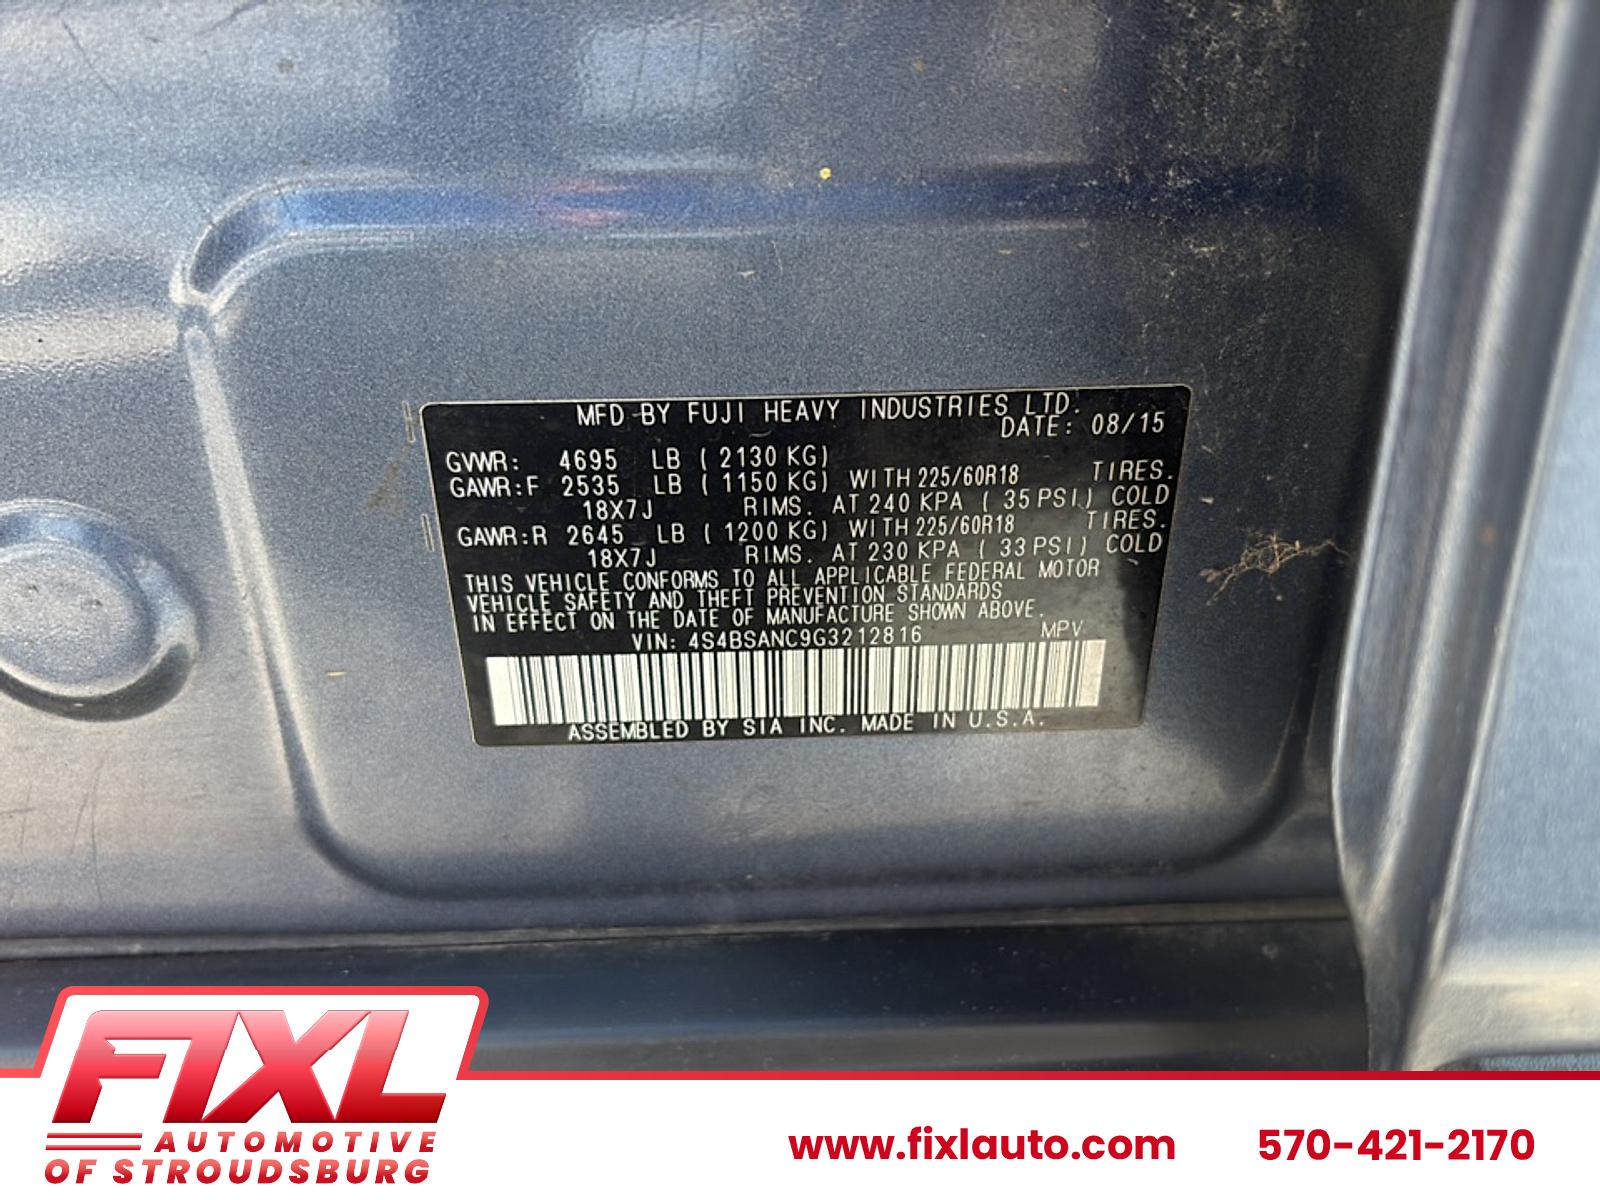 MFD BY FUJI HEAVY INDUSTRIES LTD.
DATE: 08/15
GVWR: 4695 LB ( 2130 KG)
GAWR:F 2535 LB ( 1150 KG) WITH 225/60R18 TIRES.
18X7J RIMS. AT 240 KPA ( 35 PSI) COLD
GAWR:R 2645 LB ( 1200 KG) WITH 225/60R18 TIRES.
18X7J RIMS. AT 230 KPA ( 33 PSI) COLD
THIS VEHICLE CONFORMS TO ALL APPLICABLE FEDERAL MOTOR
VEHICLE SAFETY AND THEFT PREVENTION STANDARDS
IN EFFECT ON THE DATE OF MANUFACTURE SHOWN ABOVE.
VIN: 4S4BSANC9G3212816 MPV
ASSEMBLED BY SIA INC. MADE IN U.S.A.
FIXL
AUTOMOTIVE
OF STROUDSBURG
www.fixlauto.com 570-421-2170